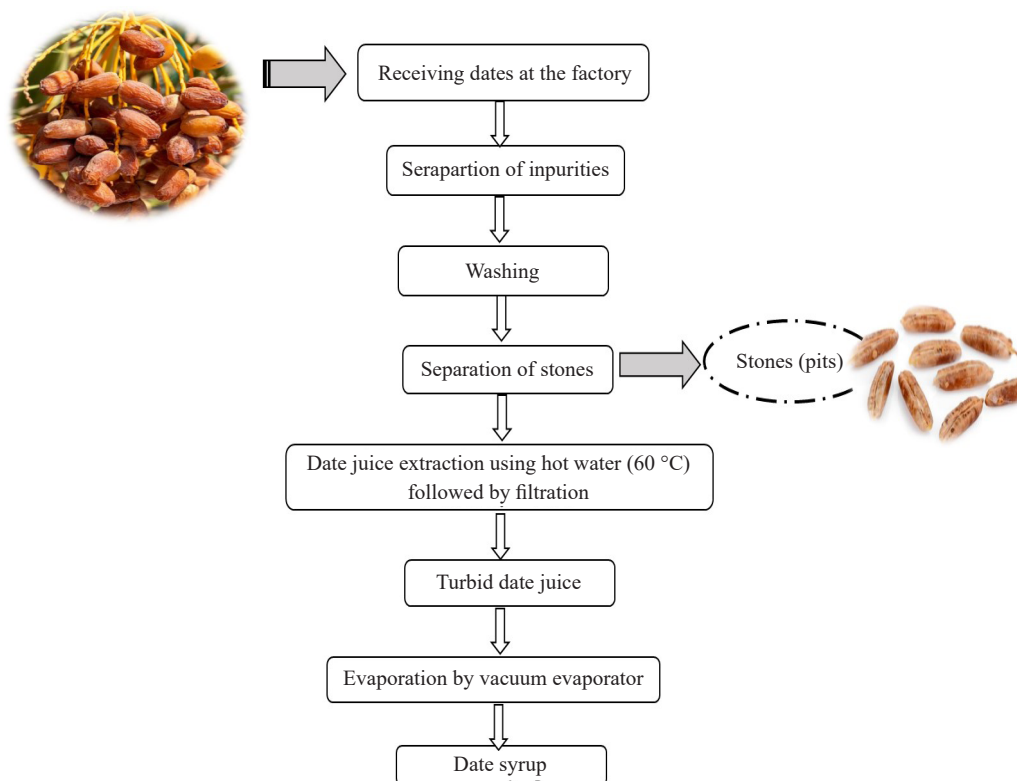 Receiving dates at the factory
Serapartion of inpurities
Washing
Separation of stones
Stones (pits)
Date juice extraction using hot water (60 °C)
followed by filtration
Turbid date juice
Evaporation by vacuum evaporator
Date syrup